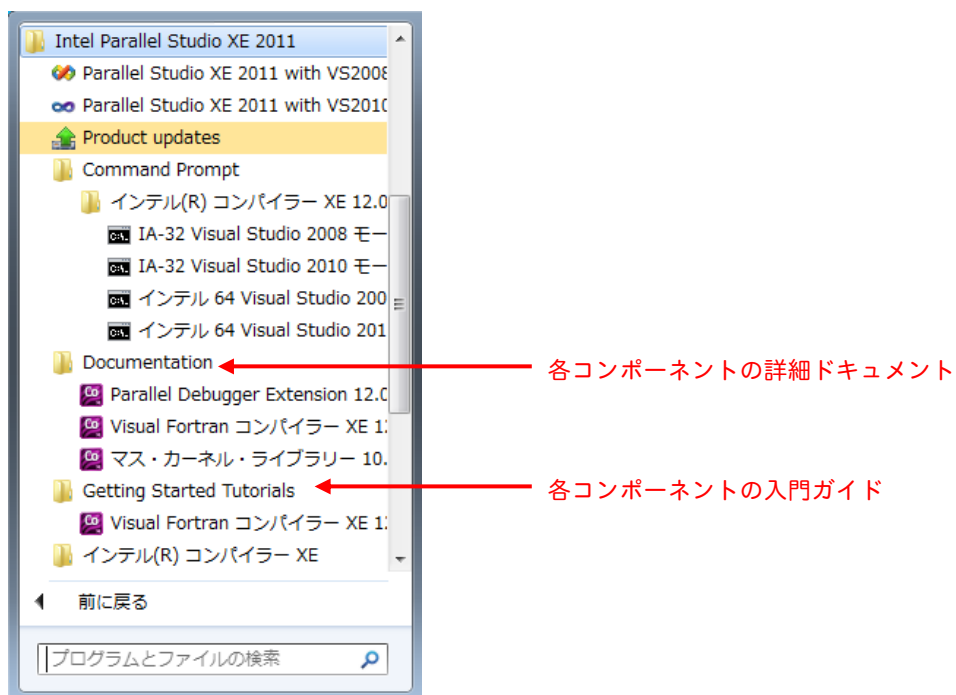 Intel Parallel Studio XE 2011
Parallel Studio XE 2011 with VS2008
Parallel Studio XE 2011 with VS2010
Product updates
Command Prompt
インテル(R) コンパイラー XE 12.0
IA-32 Visual Studio 2008 モー
IA-32 Visual Studio 2010 モー
インテル 64 Visual Studio 200
インテル 64 Visual Studio 201
Documentation
各コンポーネントの詳細ドキュメント
Parallel Debugger Extension 12.0
Visual Fortran コンパイラー XE 1
マス・カーネル・ライブラリー 10.
Getting Started Tutorials
各コンポーネントの入門ガイド
Visual Fortran コンパイラー XE 1
インテル(R) コンパイラー XE
前に戻る
プログラムとファイルの検索